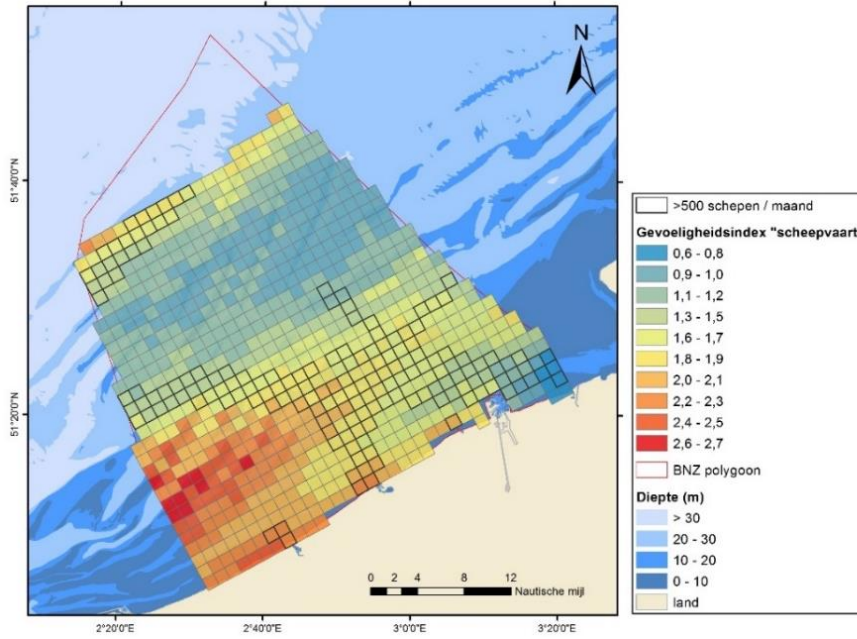 N
51°40'0"N
51°20'0"N
2°20'0"E
2°40'0"E
3°0'0"E
3°20'0"E
0 2 4 8 12
Nautische mijl
>500 schepen / maand
Gevoeligheidsindex "scheepvaart
0,6 - 0,8
0,9 - 1,0
1,1 - 1,2
1,3 - 1,5
1,6 - 1,7
1,8 - 1,9
2,0 - 2,1
2,2 - 2,3
2,4 - 2,5
2,6 - 2,7
BNZ polygoon
Diepte (m)
> 30
20 - 30
10 - 20
0 - 10
land